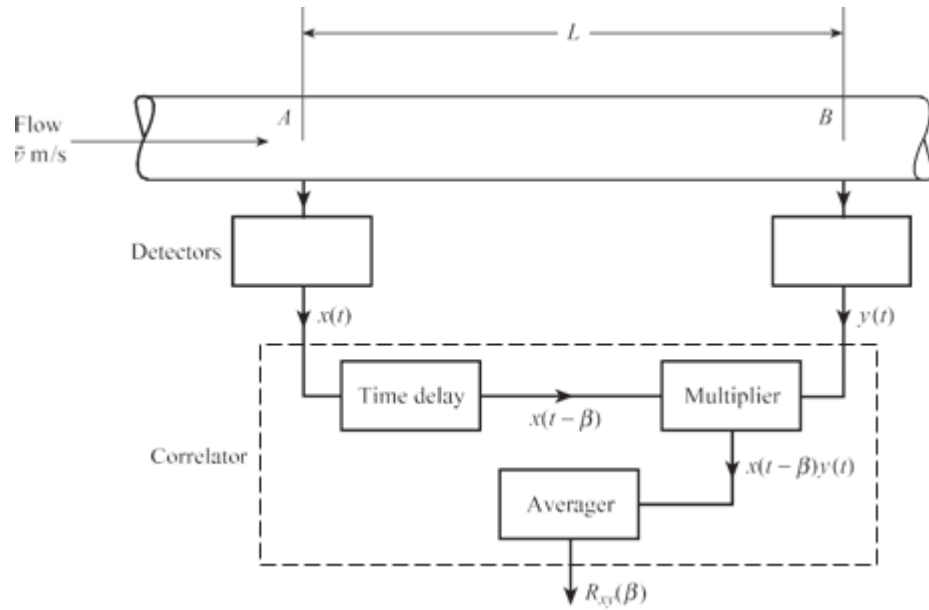 L
A
B
Flow
v̄ m/s
Detectors
x(t)
y(t)
Time delay
Multiplier
x(t − β)
Correlator
x(t − β)y(t)
Averager
Rxy(β)